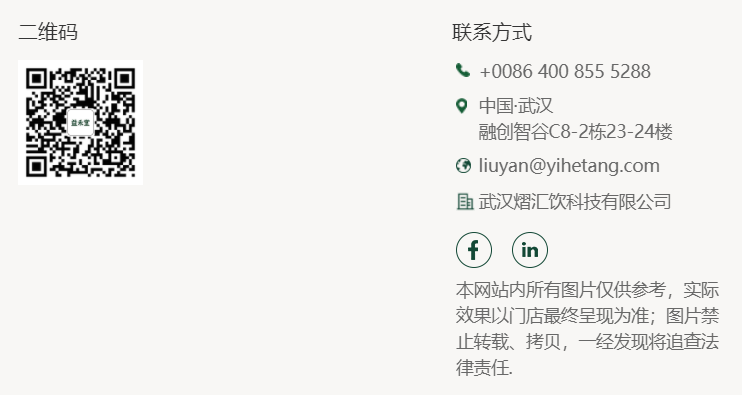 二维码
益禾堂
联系方式
+0086 400 855 5288
中国·武汉
融创智谷C8-2栋23-24楼
liuyan@yihetang.com
武汉熠汇饮科技有限公司
f
in
本网站内所有图片仅供参考，实际
效果以门店最终呈现为准；图片禁
止转载、拷贝，一经发现将追查法
律责任.